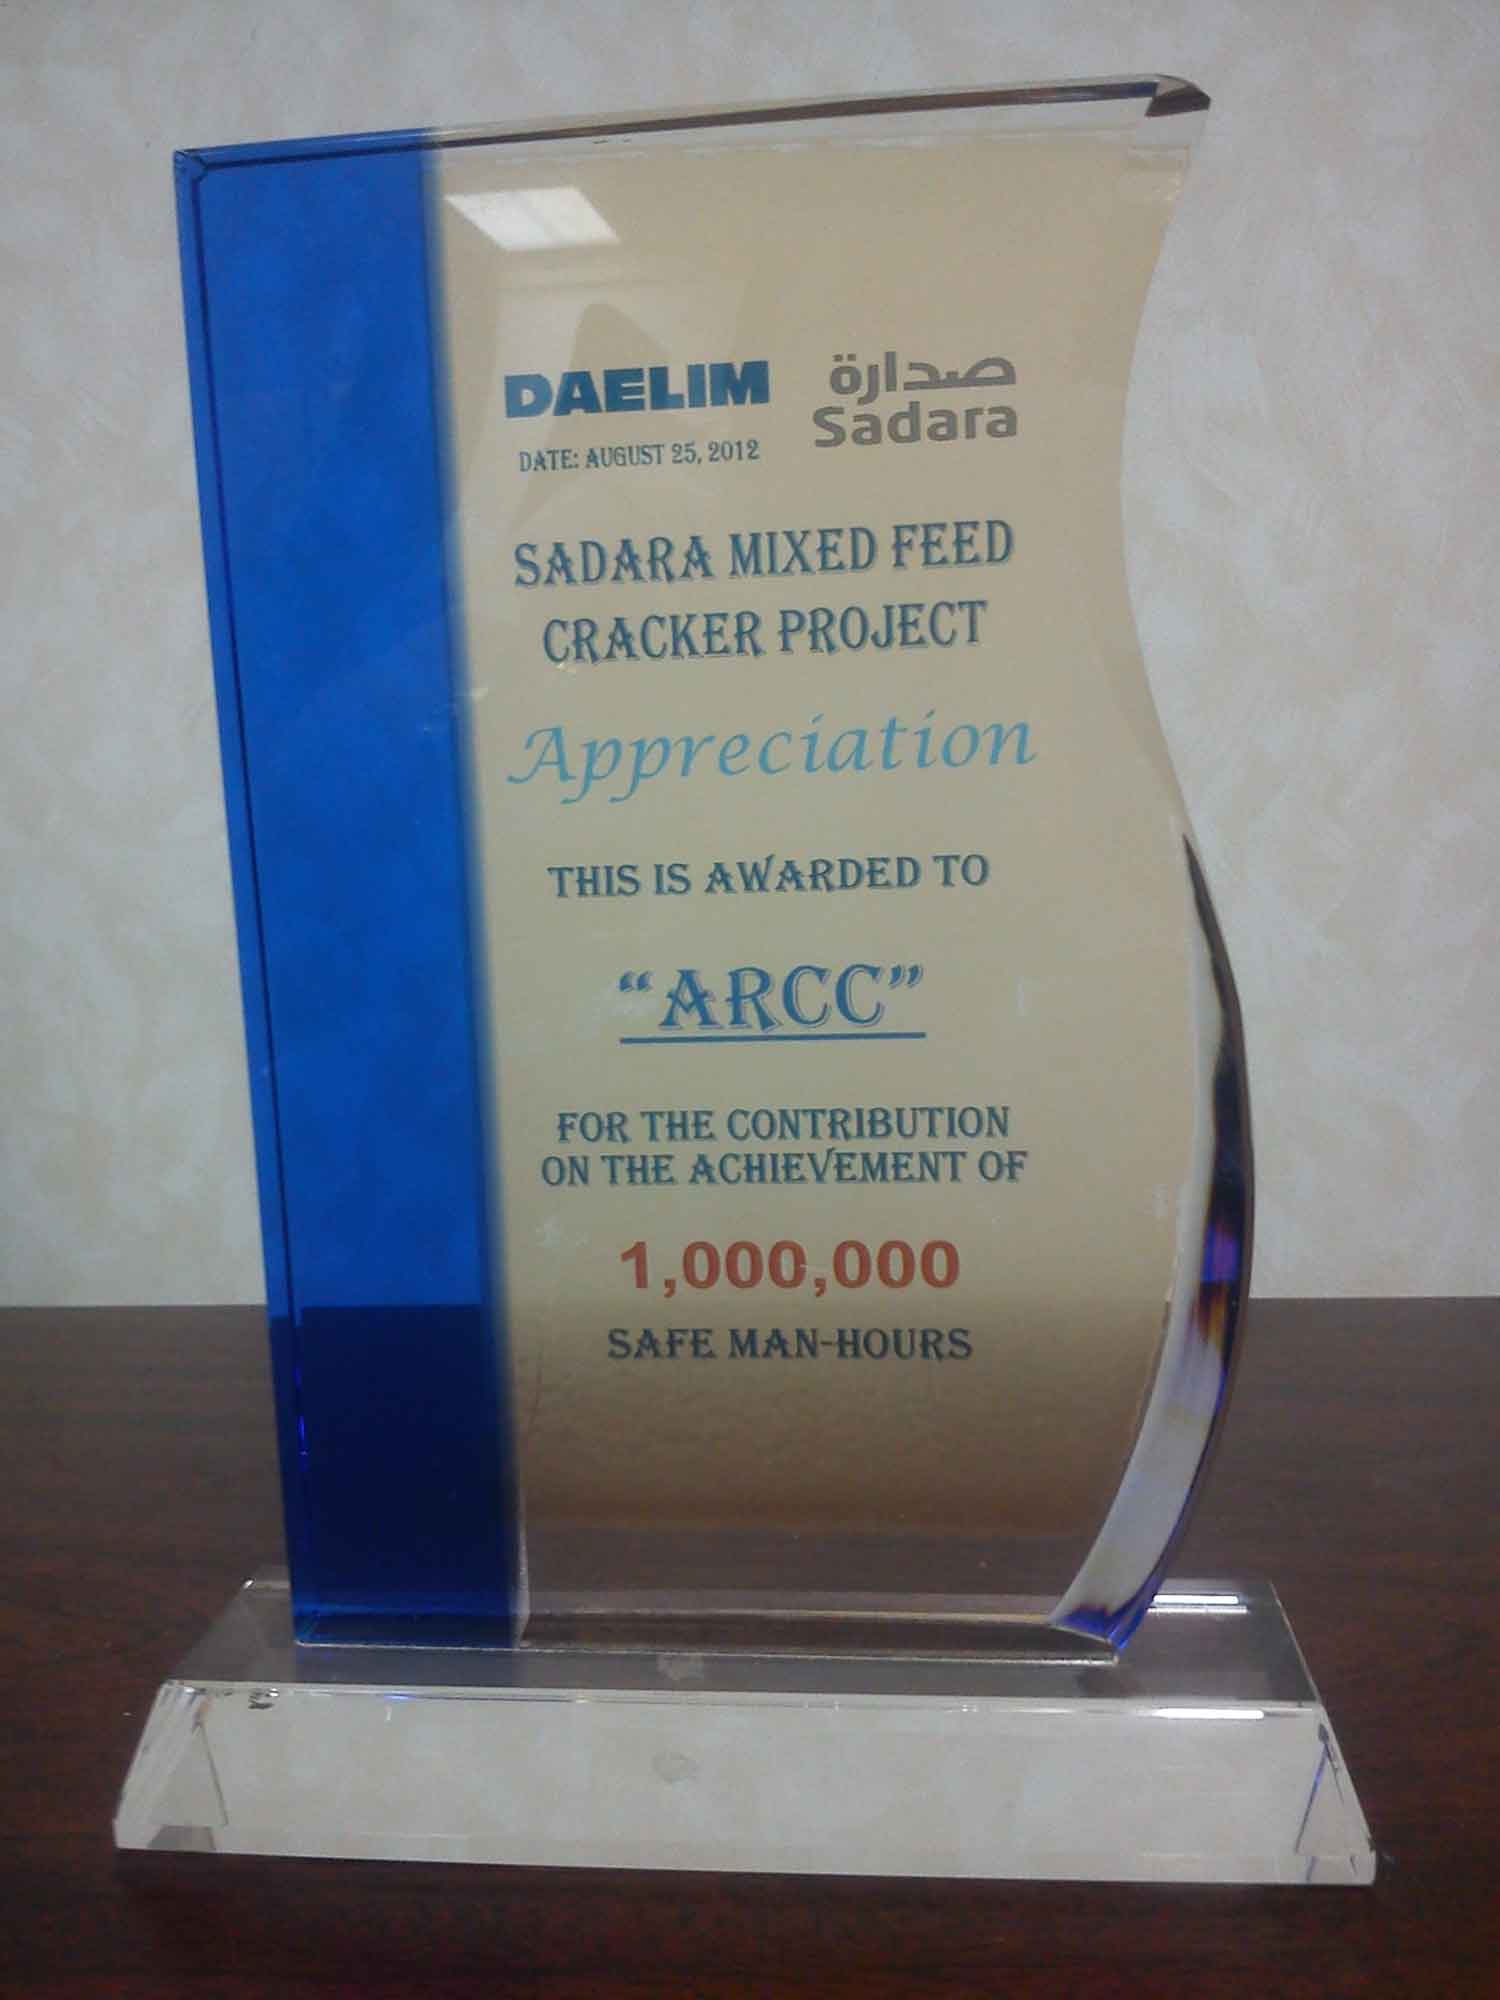 DAELIM
صدارة
Sadara
DATE: AUGUST 25, 2012
SADARA MIXED FEED
CRACKER PROJECT
Appreciation
THIS IS AWARDED TO
“ARCC”
FOR THE CONTRIBUTION
ON THE ACHIEVEMENT OF
1,000,000
SAFE MAN-HOURS